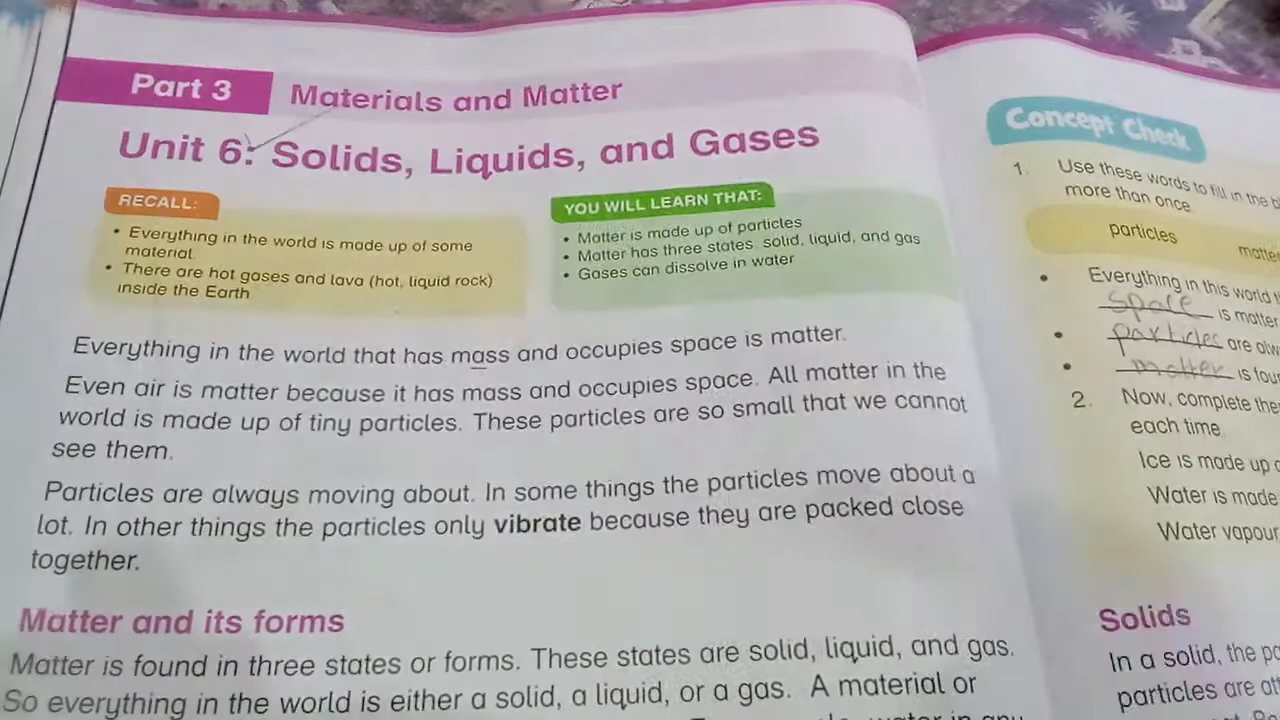 Part 3 Materials and Matter
Unit 6: Solids, Liquids, and Gases
RECALL:
• Everything in the world is made up of some
material.
• There are hot gases and lava (hot, liquid rock)
inside the Earth
YOU WILL LEARN THAT:
• Matter is made up of particles
• Matter has three states solid, liquid, and gas
• Gases can dissolve in water
Everything in the world that has mass and occupies space is matter.
Even air is matter because it has mass and occupies space. All matter in the
world is made up of tiny particles. These particles are so small that we cannot
see them.
Particles are always moving about. In some things the particles move about a
lot. In other things the particles only vibrate because they are packed close
together.
Matter and its forms
Matter is found in three states or forms. These states are solid, liquid, and gas.
So everything in the world is either a solid, a liquid, or a gas. A material or
water in any
Concept Check
1. Use these words to fill in the
more than once
particles
• Everything in this world
space is matter
• particles are
• matter is
2. Now, complete
each time
Ice is made up
Water is made
Water vapour
Solids
In a solid, the
particles are